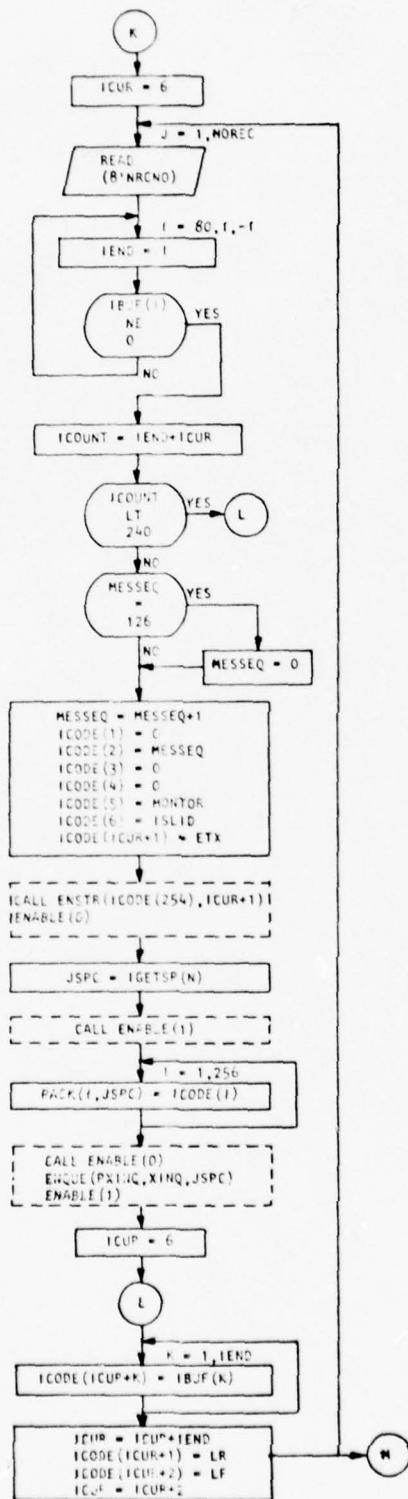 K
ICUR = 6
J = 1,MOREC
READ
(8'NRCNO)
I = 80,1,-1
IEND = I
IBUF(I)
NE
0
YES
NO
ICOUNT = IEND+ICUR
ICOUNT
LT
240
YES
L
NO
MESSEQ
=
126
YES
NO
MESSEQ = 0
MESSEQ = MESSEQ+1
ICODE(1) = 0
ICODE(2) = MESSEQ
ICODE(3) = 0
ICODE(4) = 0
ICODE(5) = MONTOR
ICODE(6) = ISLID
ICODE(ICUR+1) = ETX
CALL ENSTR(ICODE(254),ICUR+1)
ENABLE(0)
JSPC = IGETSP(N)
CALL ENABLE(1)
I = 1,256
PACK(I,JSPC) = ICODE(I)
CALL ENABLE(0)
ENQUE(PXINQ,XINQ,JSPC)
ENABLE(1)
ICUR = 6
L
K = 1,IEND
ICODE(ICUR+K) = IBUF(K)
ICUR = ICUR+IEND
ICODE(ICUR+1) = LR
ICODE(ICUR+2) = LF
ICUR = ICUR+2